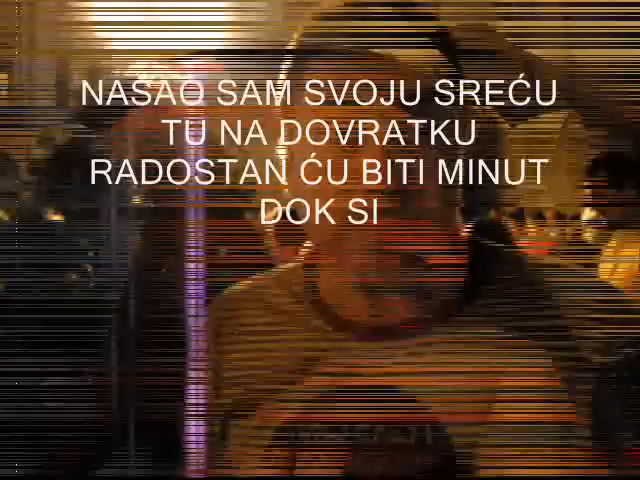 NAŠAO SAM SVOJU SREĆU
TU NA DOVRATKU
RADOSTAN ĆU BITI MINUT
DOK SI